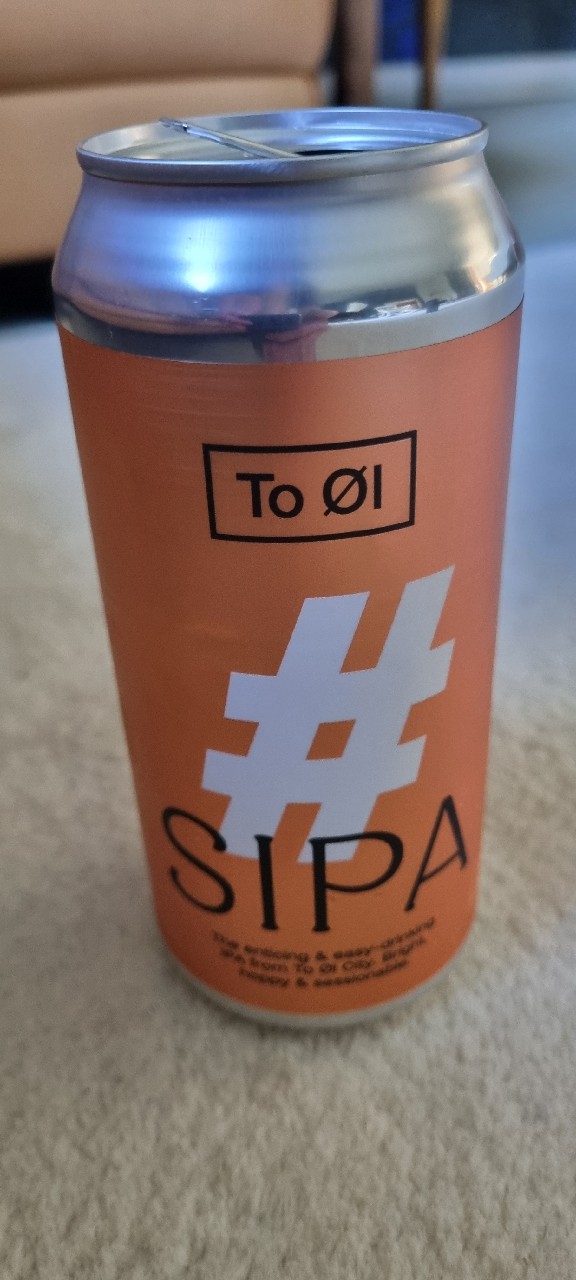 To Øl
#
SIPA
The enticing & easy-drinking
IPA from To Øl City. Bright,
hoppy & sessionable.